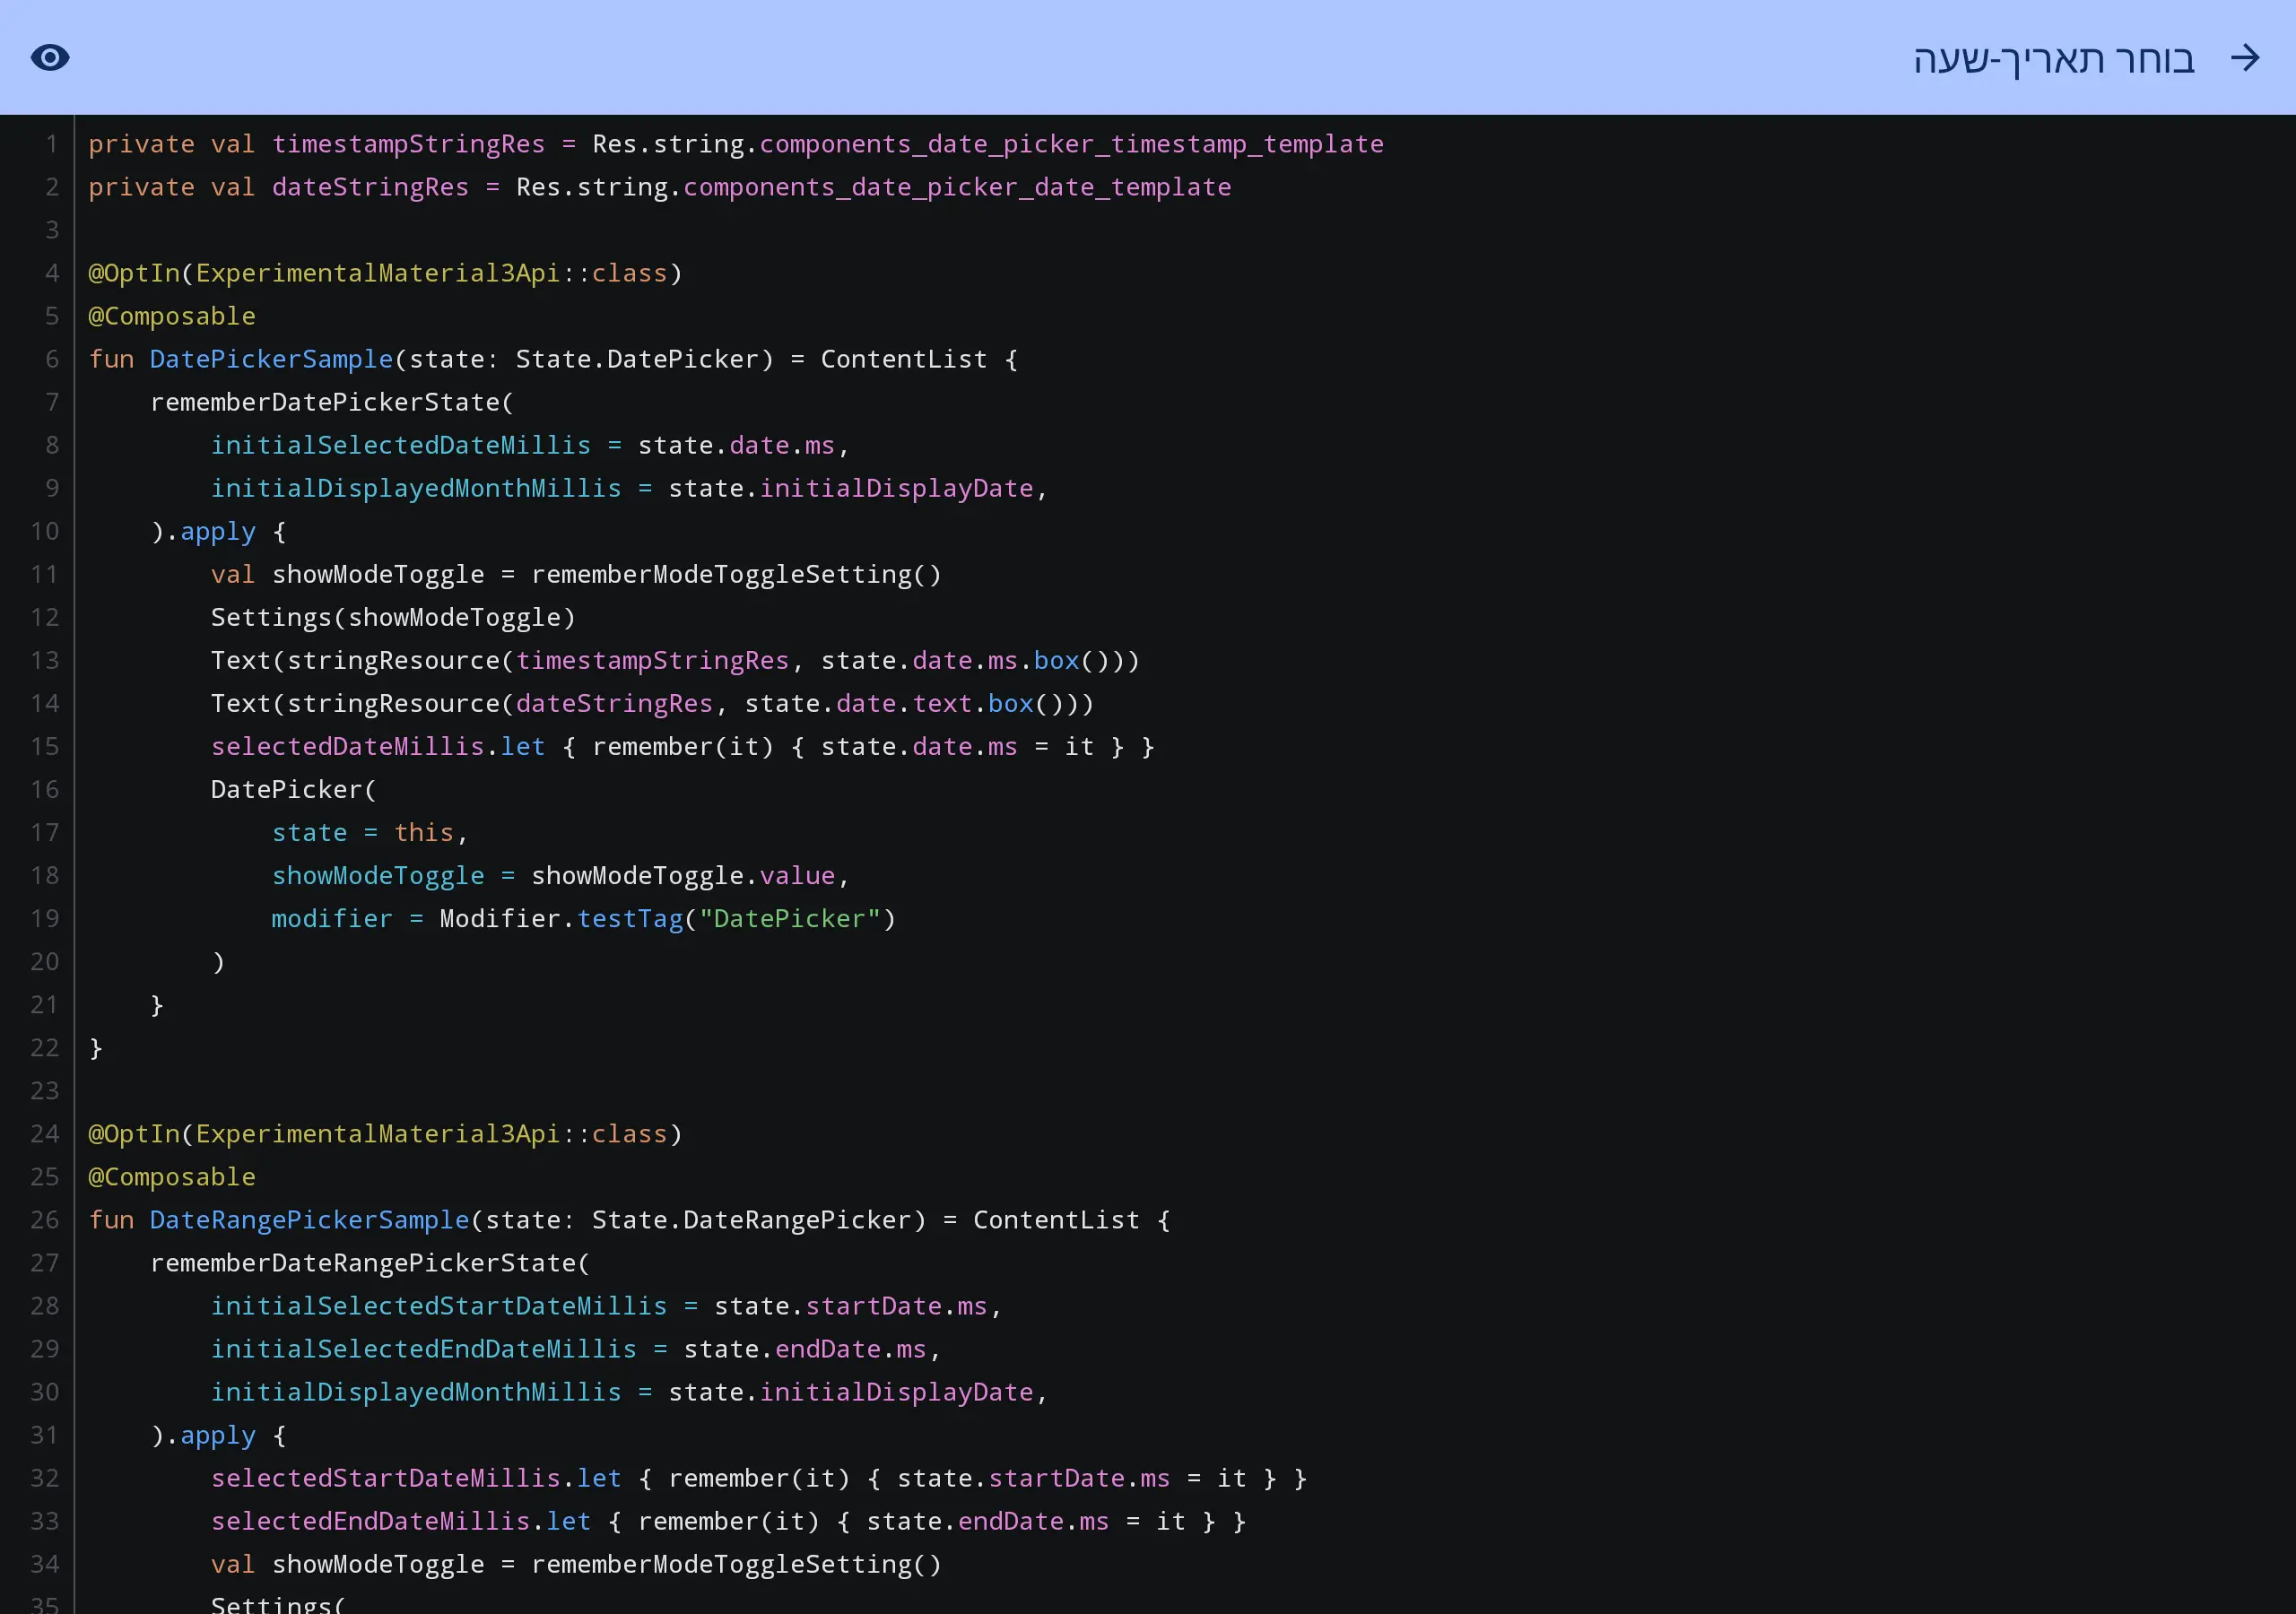 בוחר תאריך-שעה
1 private val timestampStringRes = Res.string.components_date_picker_timestamp_template
2 private val dateStringRes = Res.string.components_date_picker_date_template
3
4 @OptIn(ExperimentalMaterial3Api::class)
5 @Composable
6 fun DatePickerSample(state: State.DatePicker) = ContentList {
7     rememberDatePickerState(
8         initialSelectedDateMillis = state.date.ms,
9         initialDisplayedMonthMillis = state.initialDisplayDate,
10     ).apply {
11         val showModeToggle = rememberModeToggleSetting()
12         Settings(showModeToggle)
13         Text(stringResource(timestampStringRes, state.date.ms.box()))
14         Text(stringResource(dateStringRes, state.date.text.box()))
15         selectedDateMillis.let { remember(it) { state.date.ms = it } }
16         DatePicker(
17             state = this,
18             showModeToggle = showModeToggle.value,
19             modifier = Modifier.testTag("DatePicker")
20         )
21     }
22 }
23
24 @OptIn(ExperimentalMaterial3Api::class)
25 @Composable
26 fun DateRangePickerSample(state: State.DateRangePicker) = ContentList {
27     rememberDateRangePickerState(
28         initialSelectedStartDateMillis = state.startDate.ms,
29         initialSelectedEndDateMillis = state.endDate.ms,
30         initialDisplayedMonthMillis = state.initialDisplayDate,
31     ).apply {
32         selectedStartDateMillis.let { remember(it) { state.startDate.ms = it } }
33         selectedEndDateMillis.let { remember(it) { state.endDate.ms = it } }
34         val showModeToggle = rememberModeToggleSetting()
35         Settings(